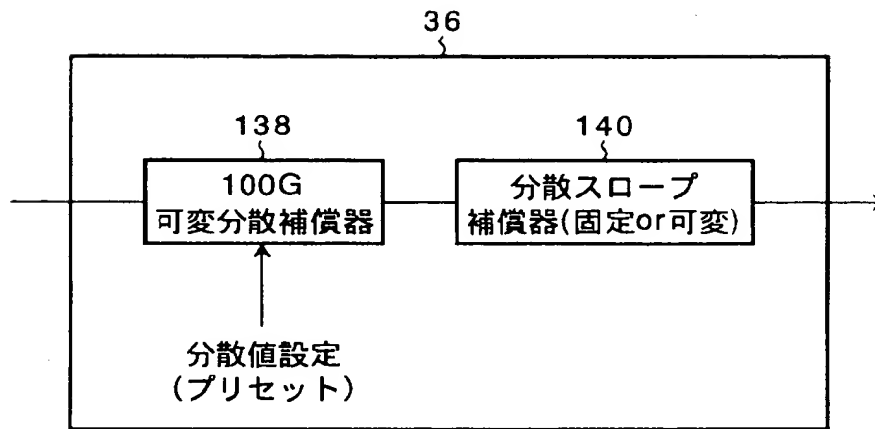 36
138
100G
可変分散補償器
140
分散スロープ
補償器(固定or可変)
分散値設定
(プリセット)